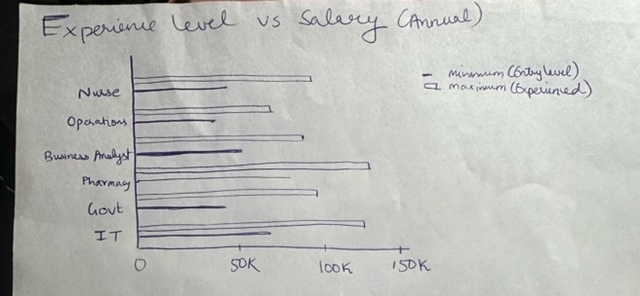 Experience level vs Salary (Annual)
minimum (Entry level)
maximum (Experienced)
Nurse
Operations
Business Analyst
Pharmacy
Govt
IT
0 50K 100K 150K